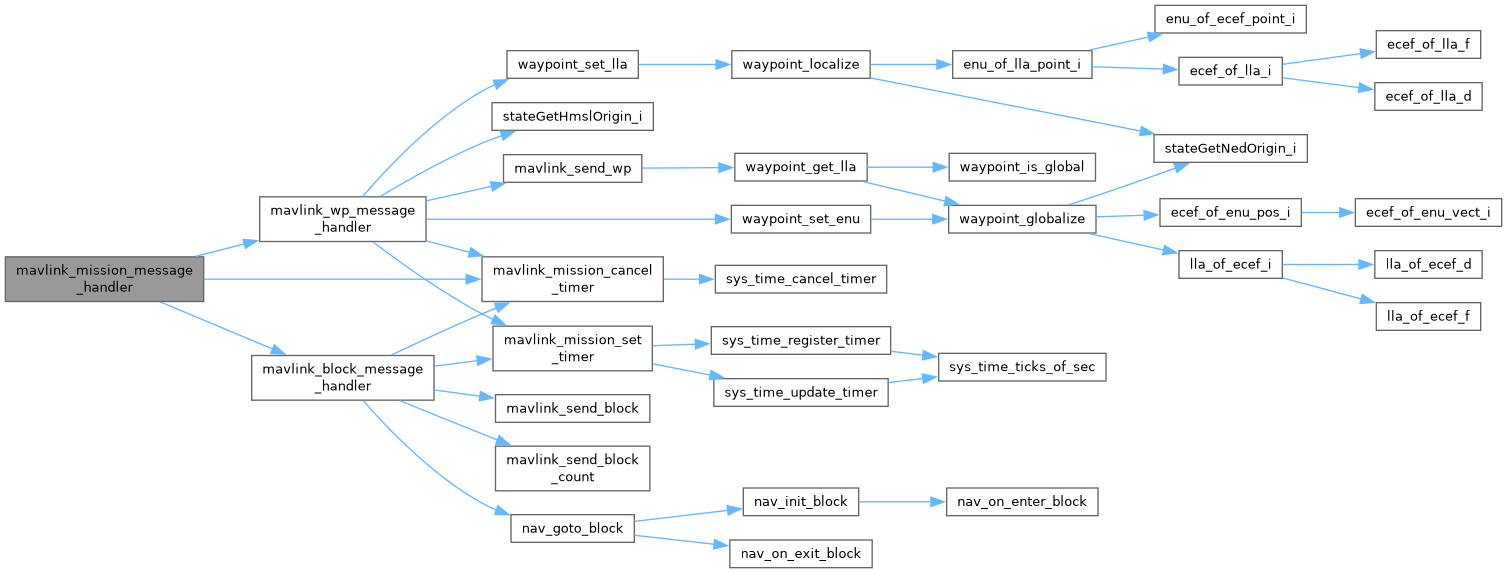 mavlink_mission_message
_handler
mavlink_wp_message
_handler
mavlink_block_message
_handler
waypoint_set_lla
stateGetHmslOrigin_i
mavlink_send_wp
mavlink_mission_cancel
_timer
mavlink_mission_set
_timer
mavlink_send_block
mavlink_send_block
_count
nav_goto_block
waypoint_localize
waypoint_get_lla
waypoint_set_enu
sys_time_cancel_timer
sys_time_register_timer
sys_time_update_timer
nav_init_block
nav_on_exit_block
enu_of_lla_point_i
waypoint_is_global
waypoint_globalize
sys_time_ticks_of_sec
nav_on_enter_block
enu_of_ecef_point_i
ecef_of_lla_i
stateGetNedOrigin_i
ecef_of_enu_pos_i
lla_of_ecef_i
ecef_of_lla_f
ecef_of_lla_d
ecef_of_enu_vect_i
lla_of_ecef_d
lla_of_ecef_f